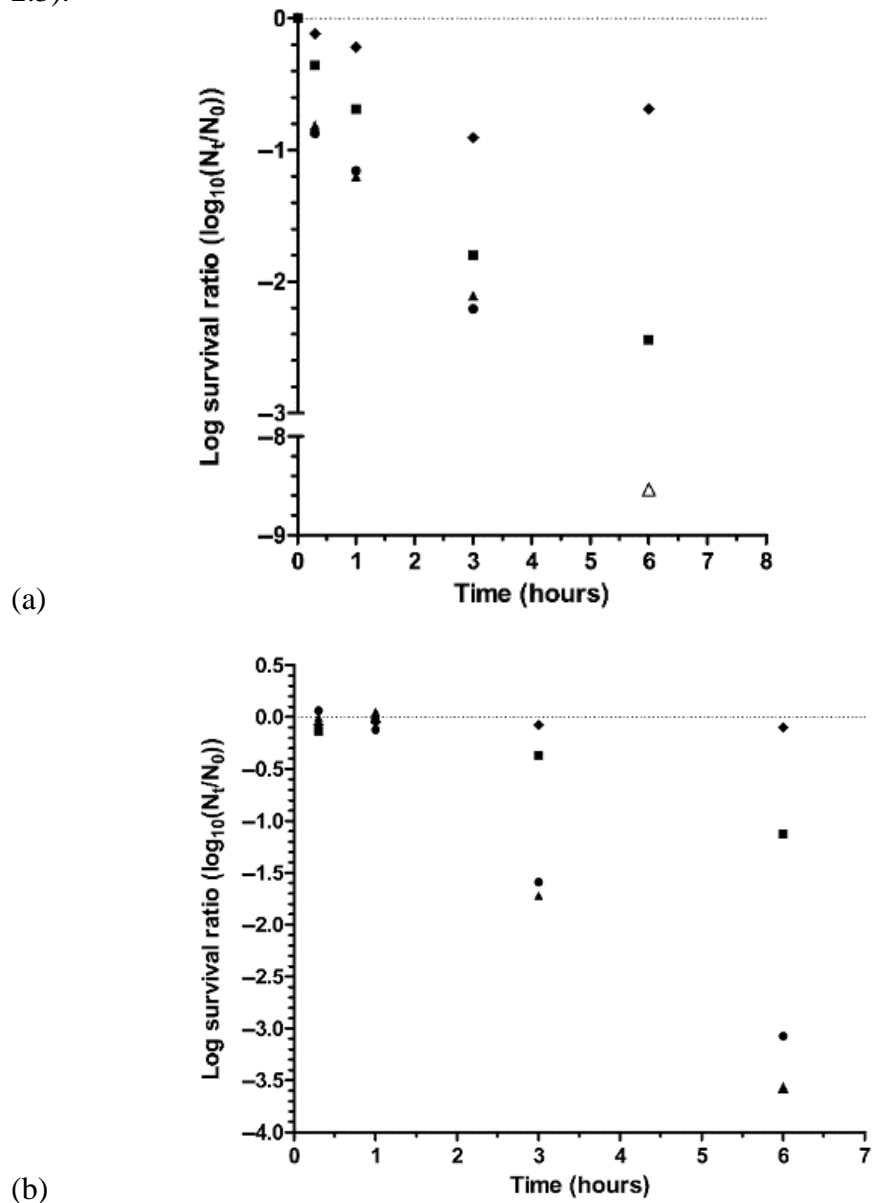 Log survival ratio (log10(Nt/N0))
0
–1
–2
–3
–8
–9
0 1 2 3 4 5 6 7 8
Time (hours)
(a)
Log survival ratio (log10(Nt/N0))
0.5
0.0
–0.5
–1.0
–1.5
–2.0
–2.5
–3.0
–3.5
–4.0
0 1 2 3 4 5 6 7
Time (hours)
(b)